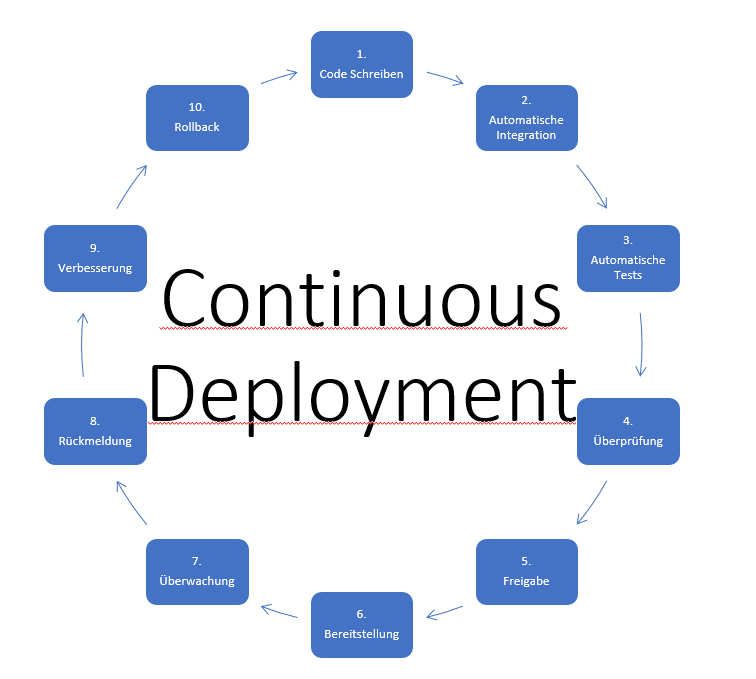 1.
Code Schreiben
2.
Automatische
Integration
3.
Automatische
Tests
4.
Überprüfung
5.
Freigabe
6.
Bereitstellung
7.
Überwachung
8.
Rückmeldung
9.
Verbesserung
10.
Rollback
Continuous
Deployment